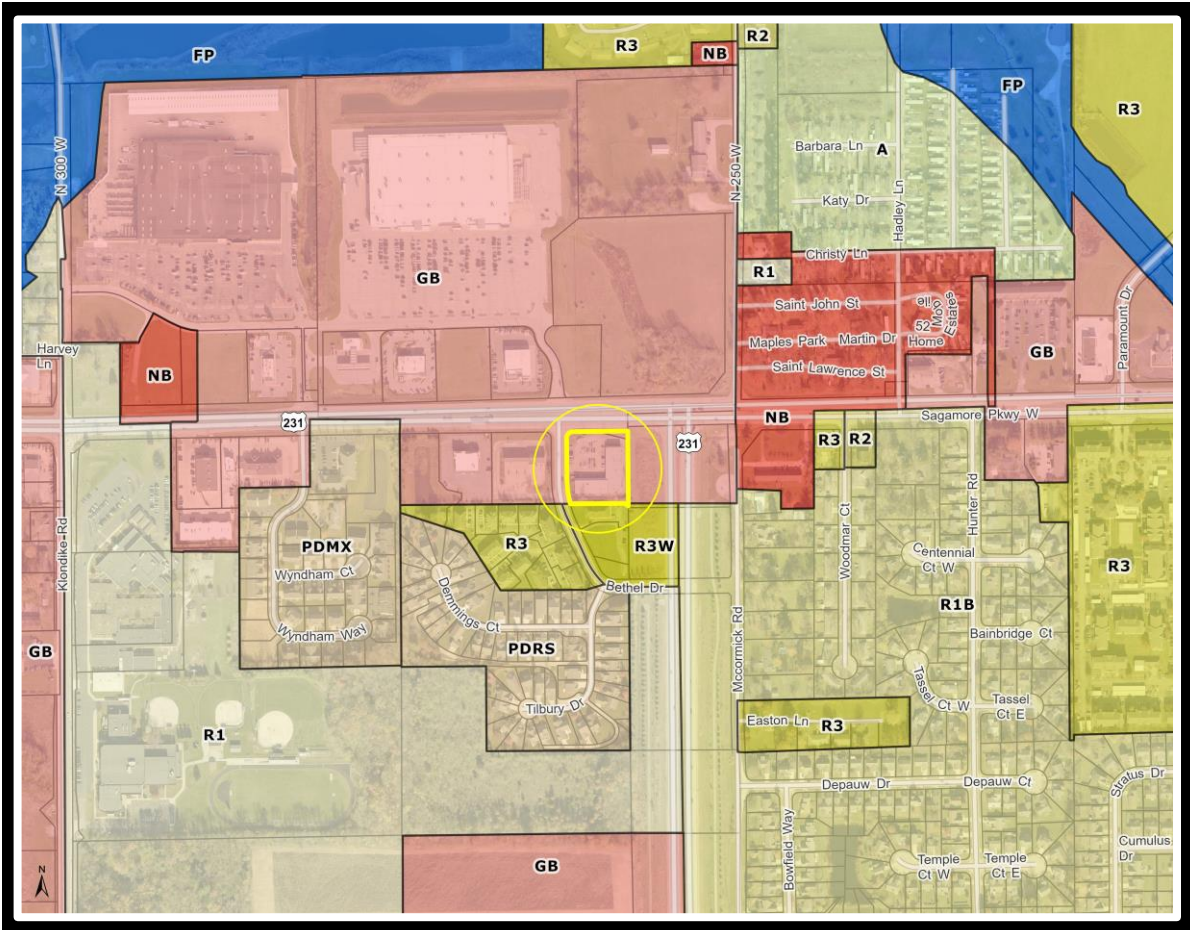 R3
R2
NB
FP
FP
R3
N 300 W
Barbara Ln
A
N 250 W
Katy Dr
Hadley Ln
Christy Ln
GB
R1
Saint John St
Mobile
52 Home
Estates
Maples Park
Martin Dr
Saint Lawrence St
Paramount Dr
GB
Harvey
Ln
NB
NB
Sagamore Pkwy W
231
231
R3
R2
Klondike Rd
PDMX
Wyndham Ct
Wyndham Way
R3
R3W
Bethel Dr
Demmings Ct
PDRS
Tilbury Dr
Woodmar Ct
Hunter Rd
Centennial
Ct W
R3
R1B
Bainbridge Ct
Mccormick Rd
Tassel Ct W
Tassel
Ct E
GB
R1
Easton Ln
R3
Depauw Dr
Depauw Ct
Stratus Dr
Bowfield Way
Cumulus
Dr
Temple
Ct W
Temple
Ct E
GB
N